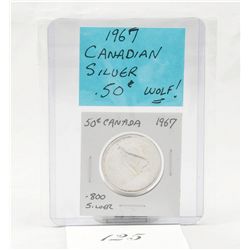 1967
CANADIAN
SILVER
.50¢ WOLF!
50¢ CANADA 1967
.800
SILVER
125